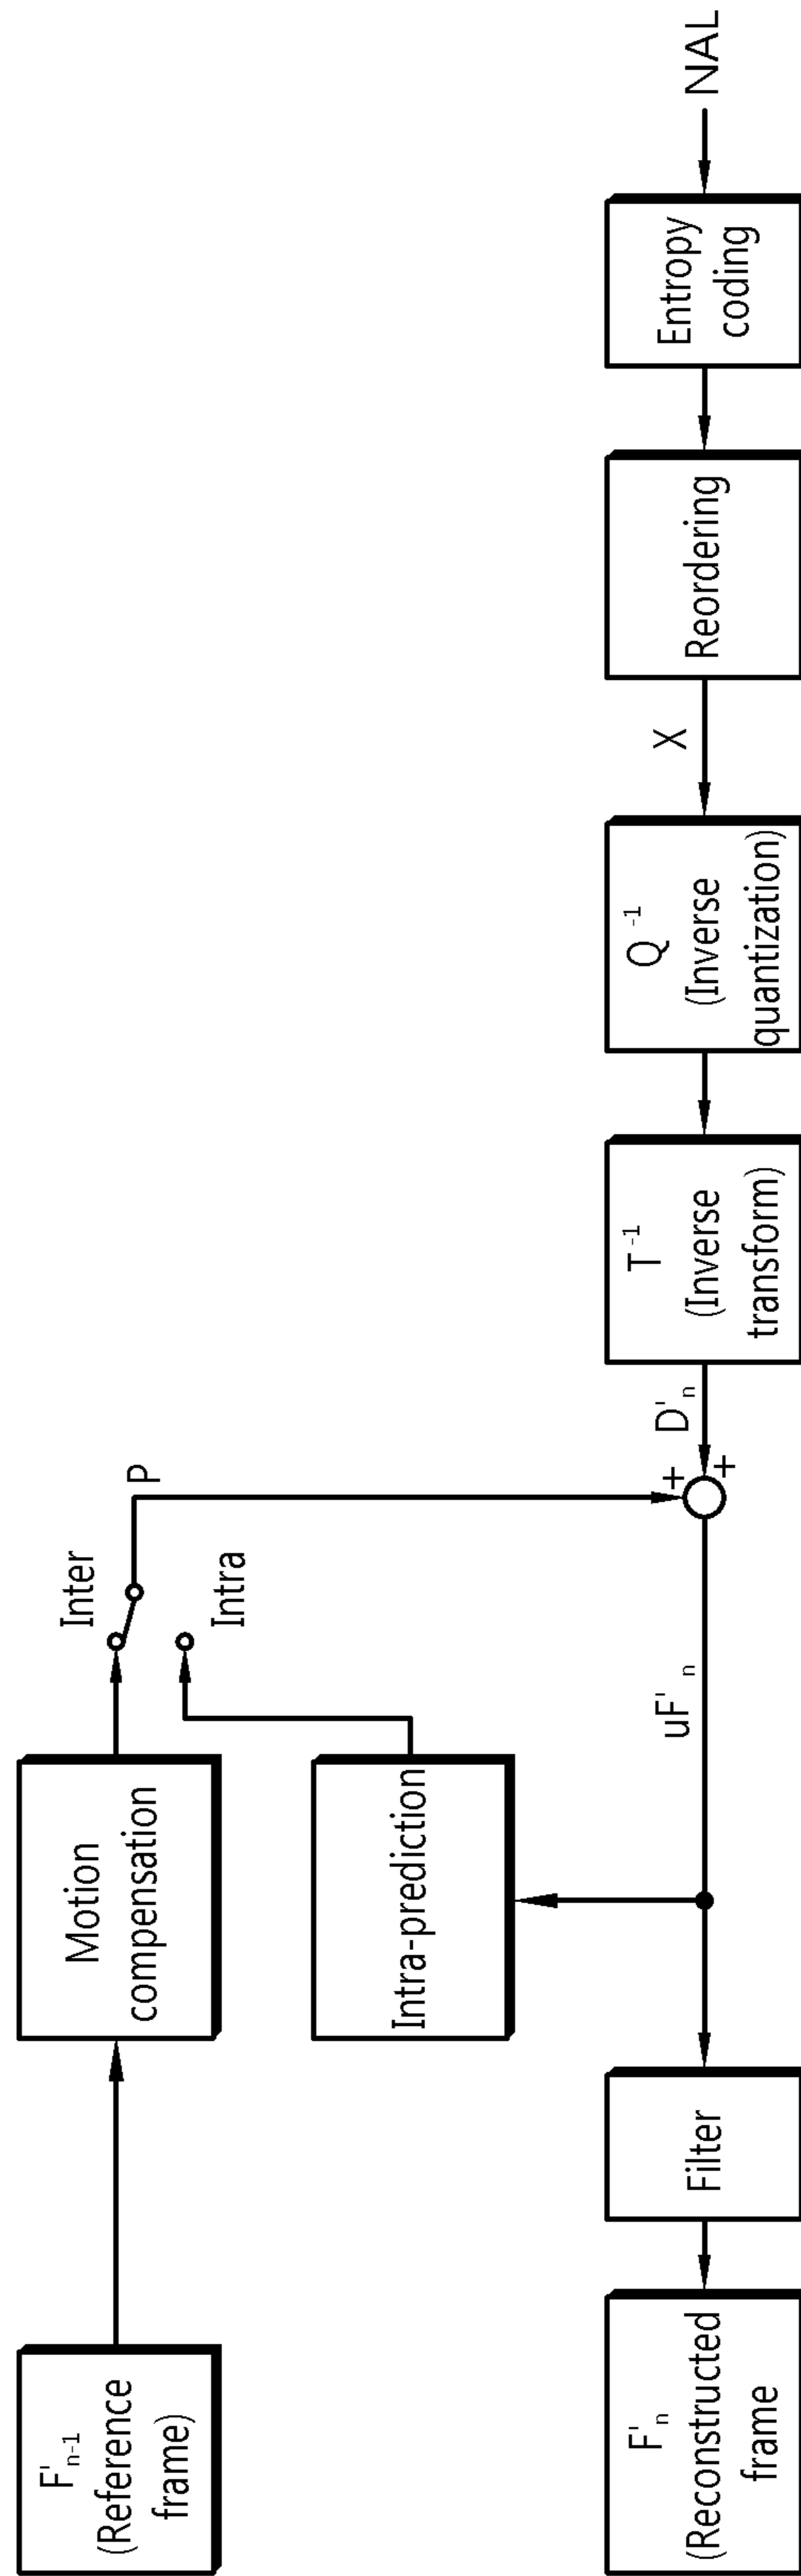 F'n-1
(Reference
frame)
Motion
compensation
Inter
P
Intra
Intra-prediction
F'n
(Reconstructed
frame
Filter
uF'n
+
+
D'n
T-1
(Inverse
transform)
Q-1
(Inverse
quantization)
X
Reordering
Entropy
coding
NAL